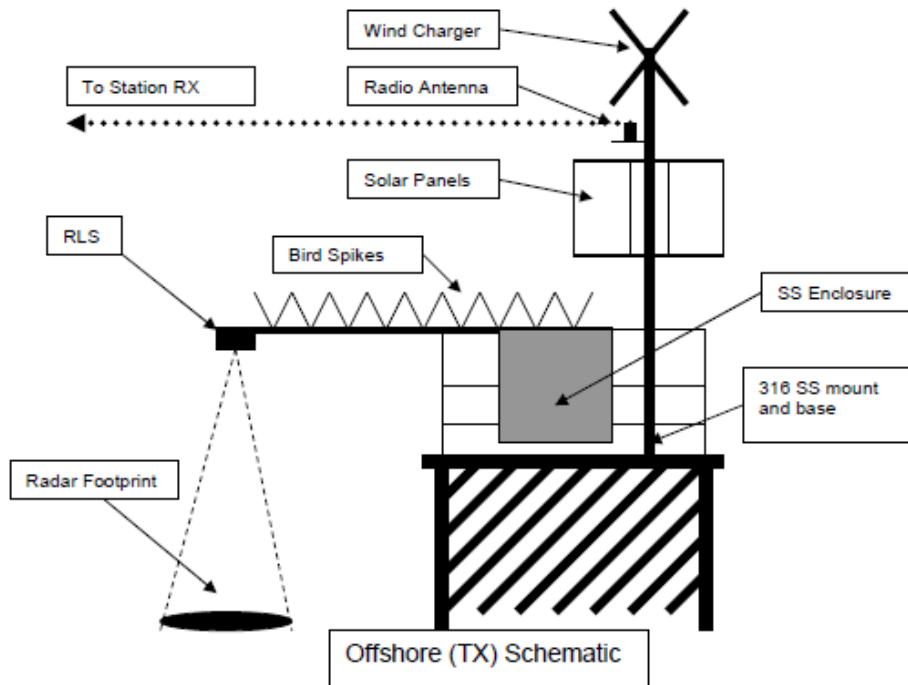 Wind Charger
To Station RX
Radio Antenna
Solar Panels
RLS
Bird Spikes
SS Enclosure
316 SS mount
and base
Radar Footprint
Offshore (TX) Schematic